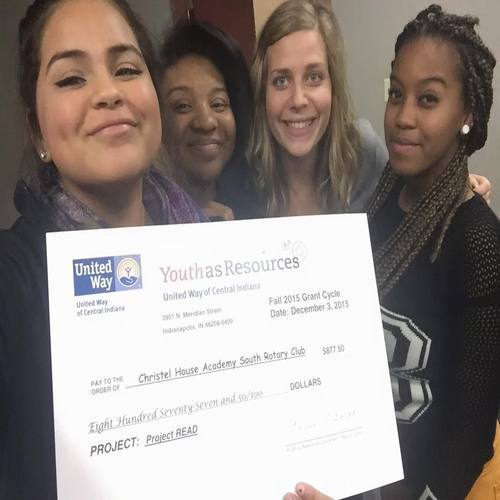 United Way
United Way
of Central Indiana
Youth as Resources
United Way of Central Indiana
3901 N. Meridian Street
Indianapolis, IN 46208-0409
Fall 2015 Grant Cycle
Date: December 3, 2015
PAY TO THE
ORDER OF Christel House Academy South Rotary Club $877.50
Eight Hundred Seventy-Seven and 50/100 DOLLARS
PROJECT: Project READ